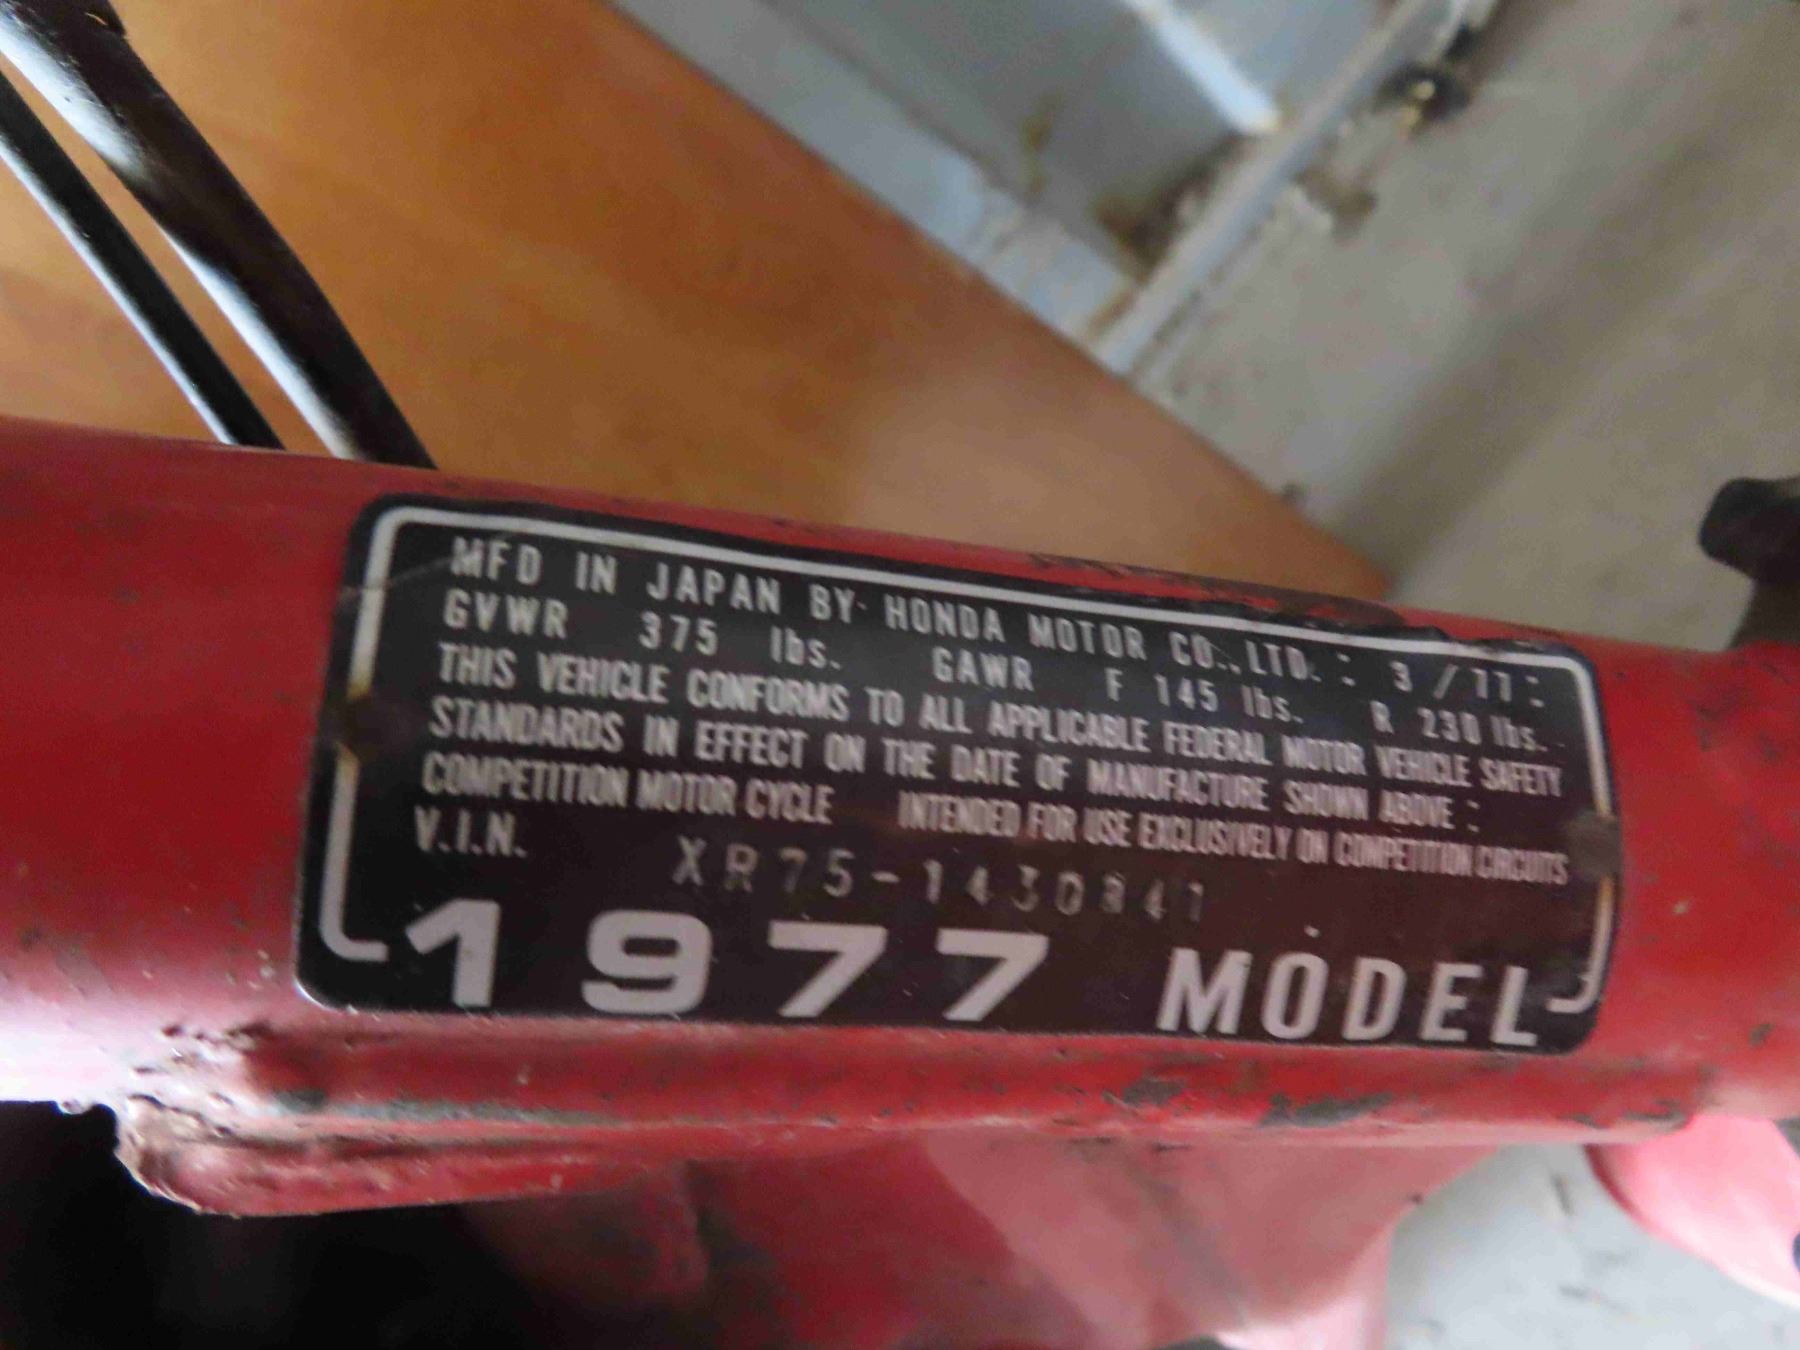 MFD IN JAPAN BY HONDA MOTOR CO., LTD. : 3 / 77 :
GVWR 375 lbs. GAWR F 145 lbs. R 230 lbs.
THIS VEHICLE CONFORMS TO ALL APPLICABLE FEDERAL MOTOR VEHICLE SAFETY
STANDARDS IN EFFECT ON THE DATE OF MANUFACTURE SHOWN ABOVE :
COMPETITION MOTOR CYCLE INTENDED FOR USE EXCLUSIVELY ON COMPETITION CIRCUITS
V.I.N.
1977 MODEL